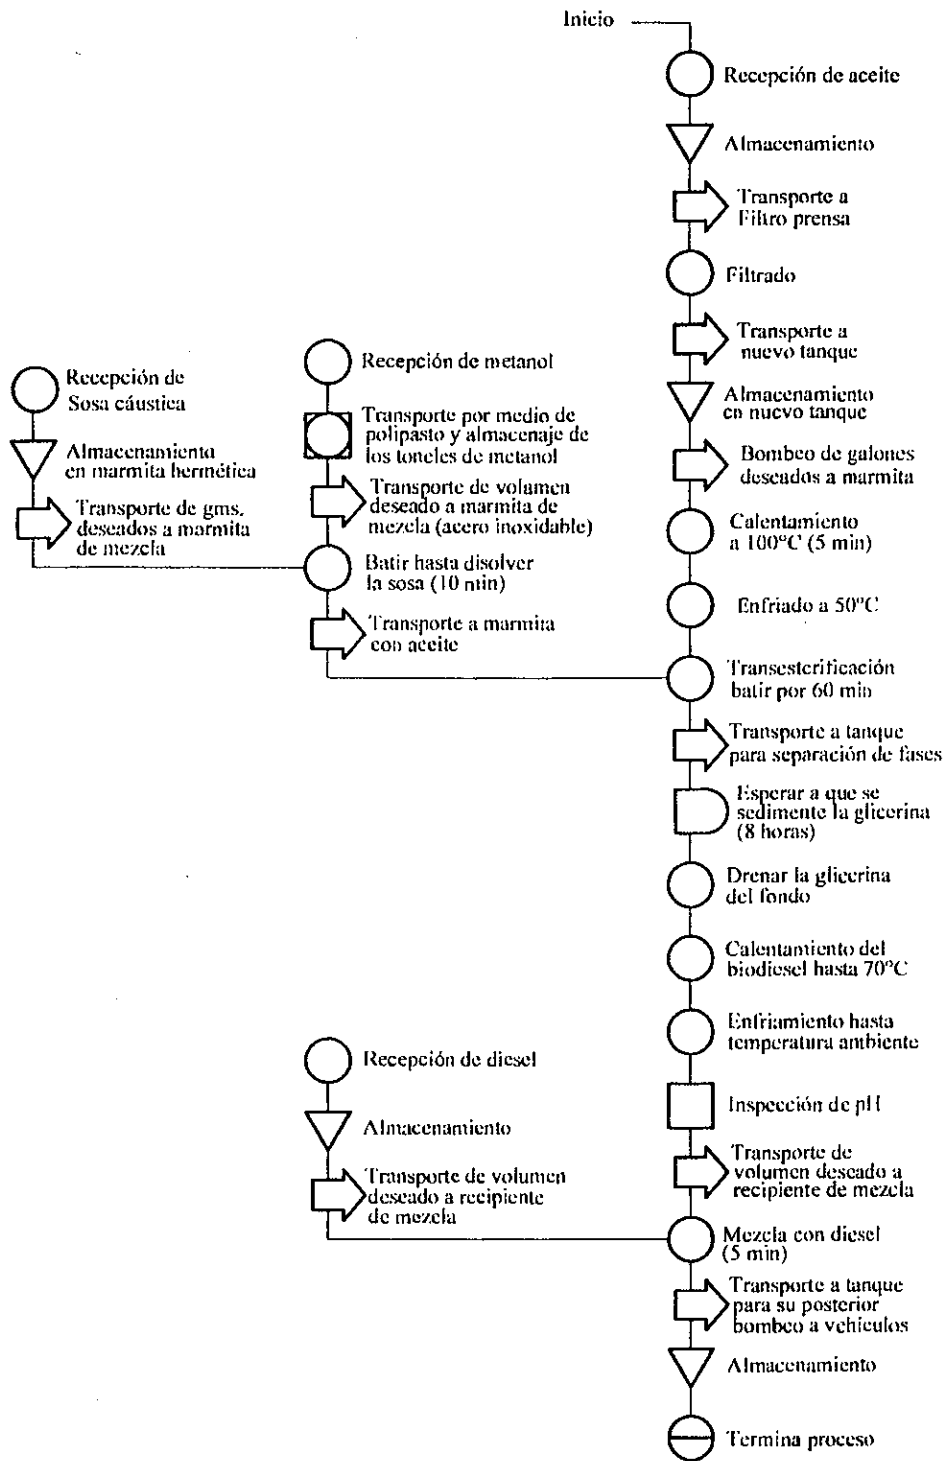 Inicio
Recepción de aceite
Almacenamiento
Transporte a
Filtro prensa
Filtrado
Transporte a
nuevo tanque
Almacenamiento
en nuevo tanque
Bombeo de galones
deseados a marmita
Calentamiento
a 100°C (5 min)
Enfriado a 50°C
Recepción de metanol
Transporte por medio de
polipasto y almacenaje de
los toneles de metanol
Transporte de volumen
deseado a marmita de
mezcla (acero inoxidable)
Recepción de
Sosa cáustica
Almacenamiento
en marmita hermética
Transporte de gms.
deseados a marmita
de mezcla
Batir hasta disolver
la sosa (10 min)
Transporte a marmita
con aceite
Transesterificación
batir por 60 min
Transporte a tanque
para separación de fases
Esperar a que se
sedimente la glicerina
(8 horas)
Drenar la glicerina
del fondo
Calentamiento del
biodiesel hasta 70°C
Enfriamiento hasta
temperatura ambiente
Inspección de pH
Transporte de
volumen deseado a
recipiente de mezcla
Recepción de diesel
Almacenamiento
Transporte de volumen
deseado a recipiente
de mezcla
Mezcla con diesel
(5 min)
Transporte a tanque
para su posterior
bombeo a vehículos
Almacenamiento
Termina proceso